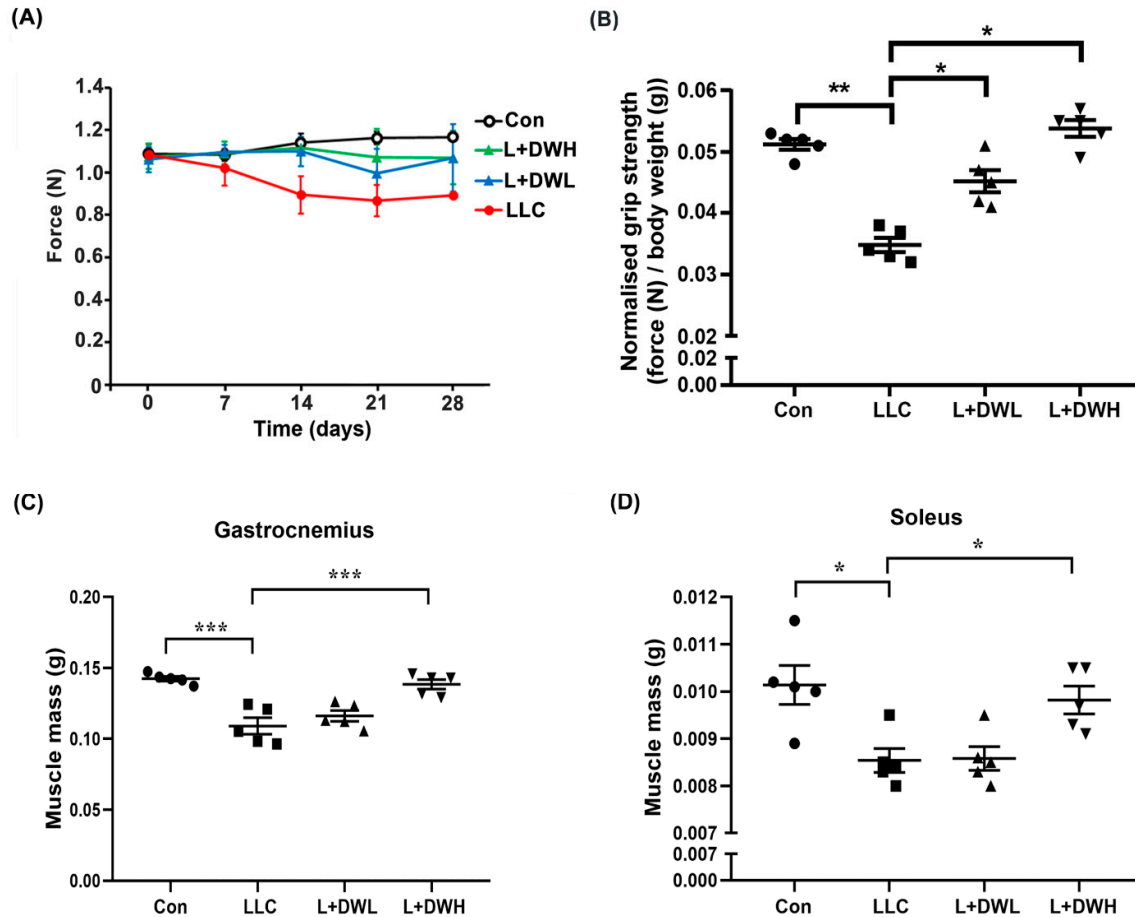 (A)
1.4
1.2
1.0
0.8
0.6
0.4
0.2
0
Force (N)
0
7
14
21
28
Time (days)
Con
L+DWH
L+DWL
LLC
(B)
*
*
**
0.06
0.05
0.04
0.03
0.02
0.02
0.00
Normalised grip strength
(force (N) / body weight (g))
Con
LLC
L+DWL
L+DWH
(C)
Gastrocnemius
***
***
0.20
0.15
0.10
0.05
0.00
Muscle mass (g)
Con
LLC
L+DWL
L+DWH
(D)
Soleus
*
*
0.012
0.011
0.010
0.009
0.008
0.007
0.007
0.000
Muscle mass (g)
Con
LLC
L+DWL
L+DWH